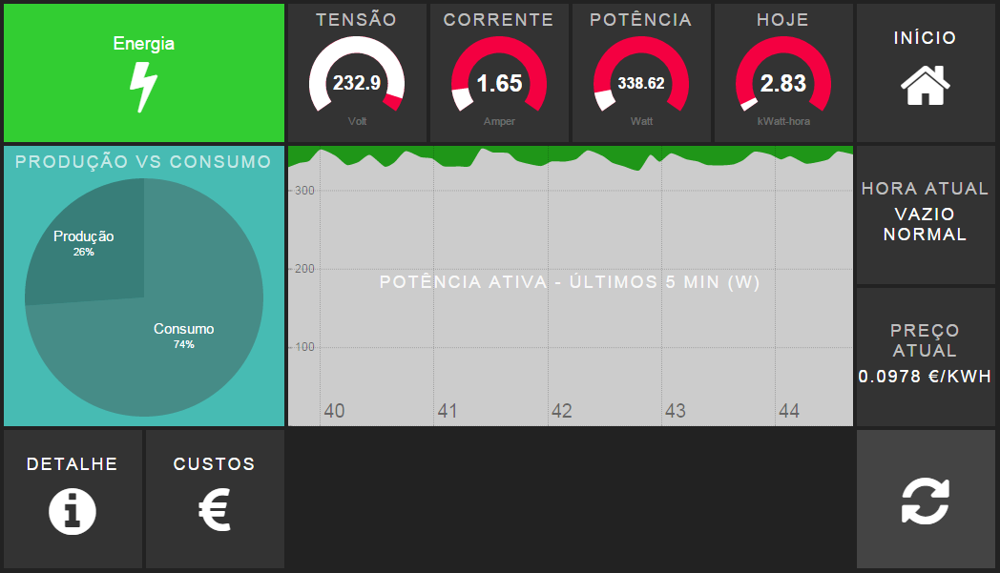 Energia
TENSÃO
232.9
Volt
CORRENTE
1.65
Amper
POTÊNCIA
338.62
Watt
HOJE
2.83
kWatt-hora
INÍCIO
PRODUÇÃO VS CONSUMO
Produção
26%
Consumo
74%
300
200
100
POTÊNCIA ATIVA - ÚLTIMOS 5 MIN (W)
40
41
42
43
44
HORA ATUAL
VAZIO
NORMAL
PREÇO
ATUAL
0.0978 €/KWH
DETALHE
CUSTOS